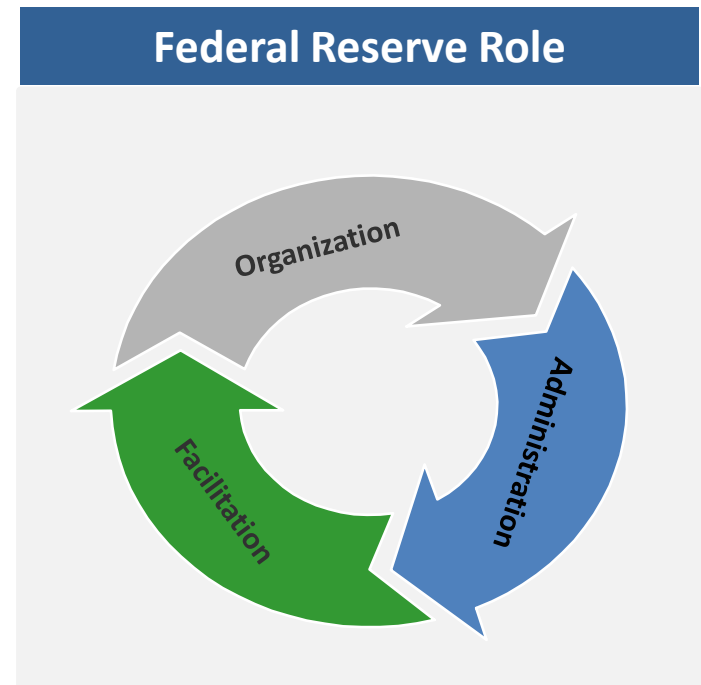 Federal Reserve Role
Organization
Administration
Facilitation